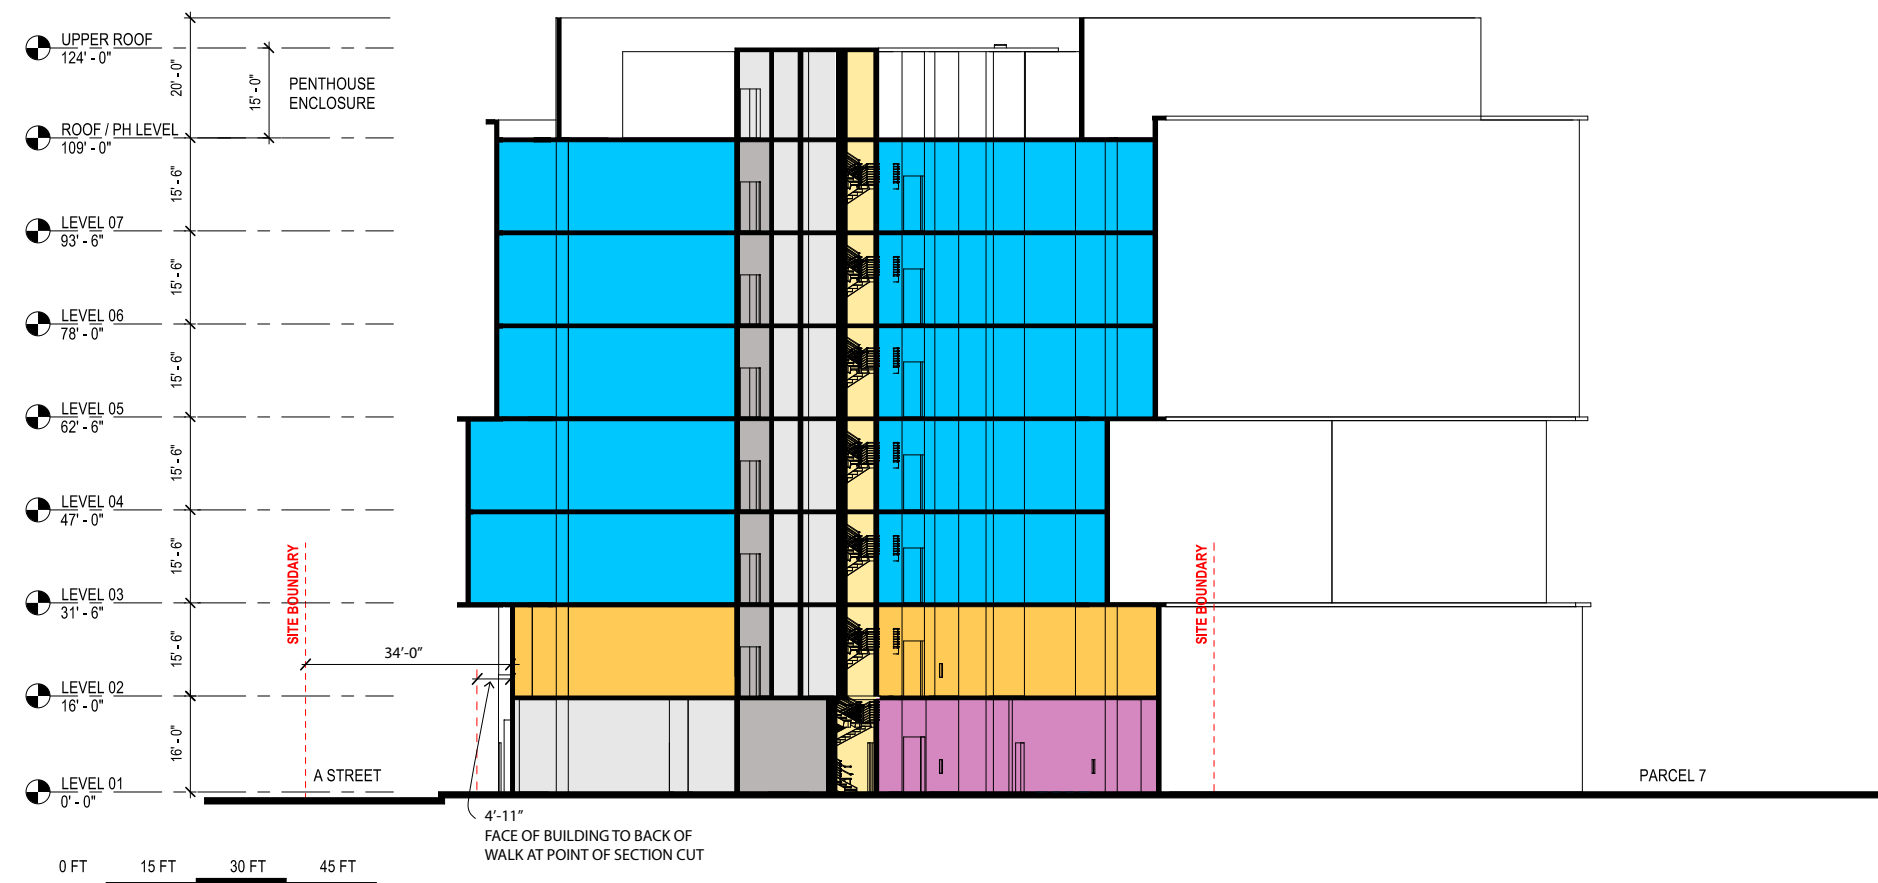 UPPER ROOF
124' - 0"
20' - 0"
15' - 0"
PENTHOUSE
ENCLOSURE
ROOF / PH LEVEL
109' - 0"
15' - 6"
LEVEL 07
93' - 6"
15' - 6"
LEVEL 06
78' - 0"
15' - 6"
LEVEL 05
62' - 6"
15' - 6"
LEVEL 04
47' - 0"
15' - 6"
SITE BOUNDARY
SITE BOUNDARY
LEVEL 03
31' - 6"
15' - 6"
34'-0"
LEVEL 02
16' - 0"
16' - 0"
A STREET
PARCEL 7
LEVEL 01
0' - 0"
4'-11"
FACE OF BUILDING TO BACK OF
WALK AT POINT OF SECTION CUT
0 FT 15 FT 30 FT 45 FT